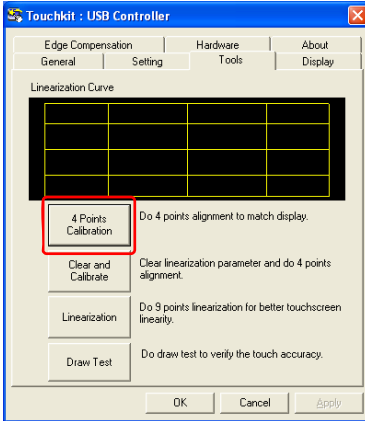 Touchkit : USB Controller
Edge Compensation Hardware About
General Setting Tools Display
Linearization Curve
4 Points
Calibration
Do 4 points alignment to match display.
Clear and
Calibrate
Clear linearization parameter and do 4 points
alignment.
Linearization
Do 9 points linearization for better touchscreen
linearity.
Draw Test
Do draw test to verify the touch accuracy.
OK Cancel Apply